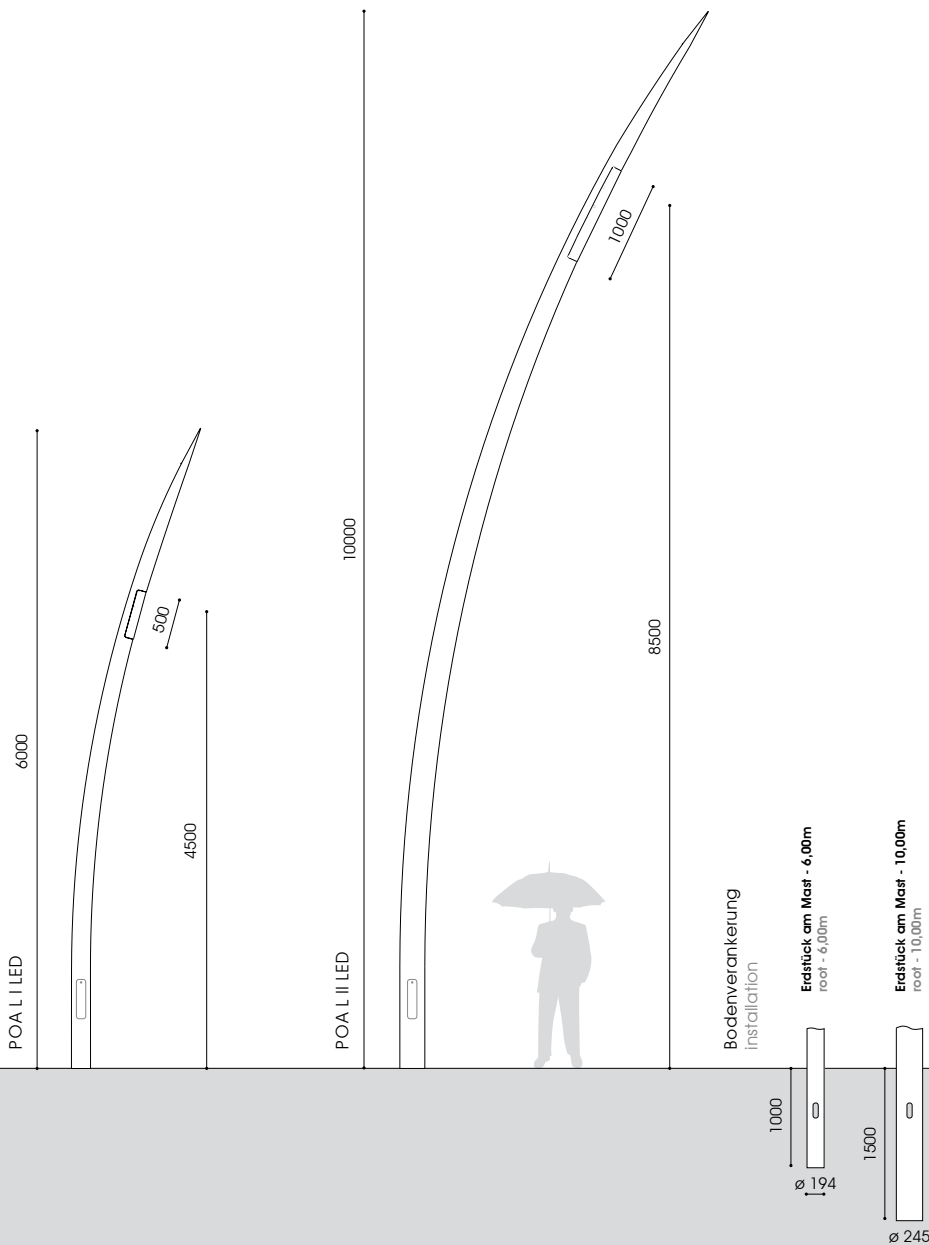 POA L I LED
6000
500
4500
POA L II LED
10000
1000
8500
Bodenverankerung
installation
Erdstück am Mast - 6,00m
root - 6,00m
1000
ø 194
Erdstück am Mast - 10,00m
root - 10,00m
1500
ø 245